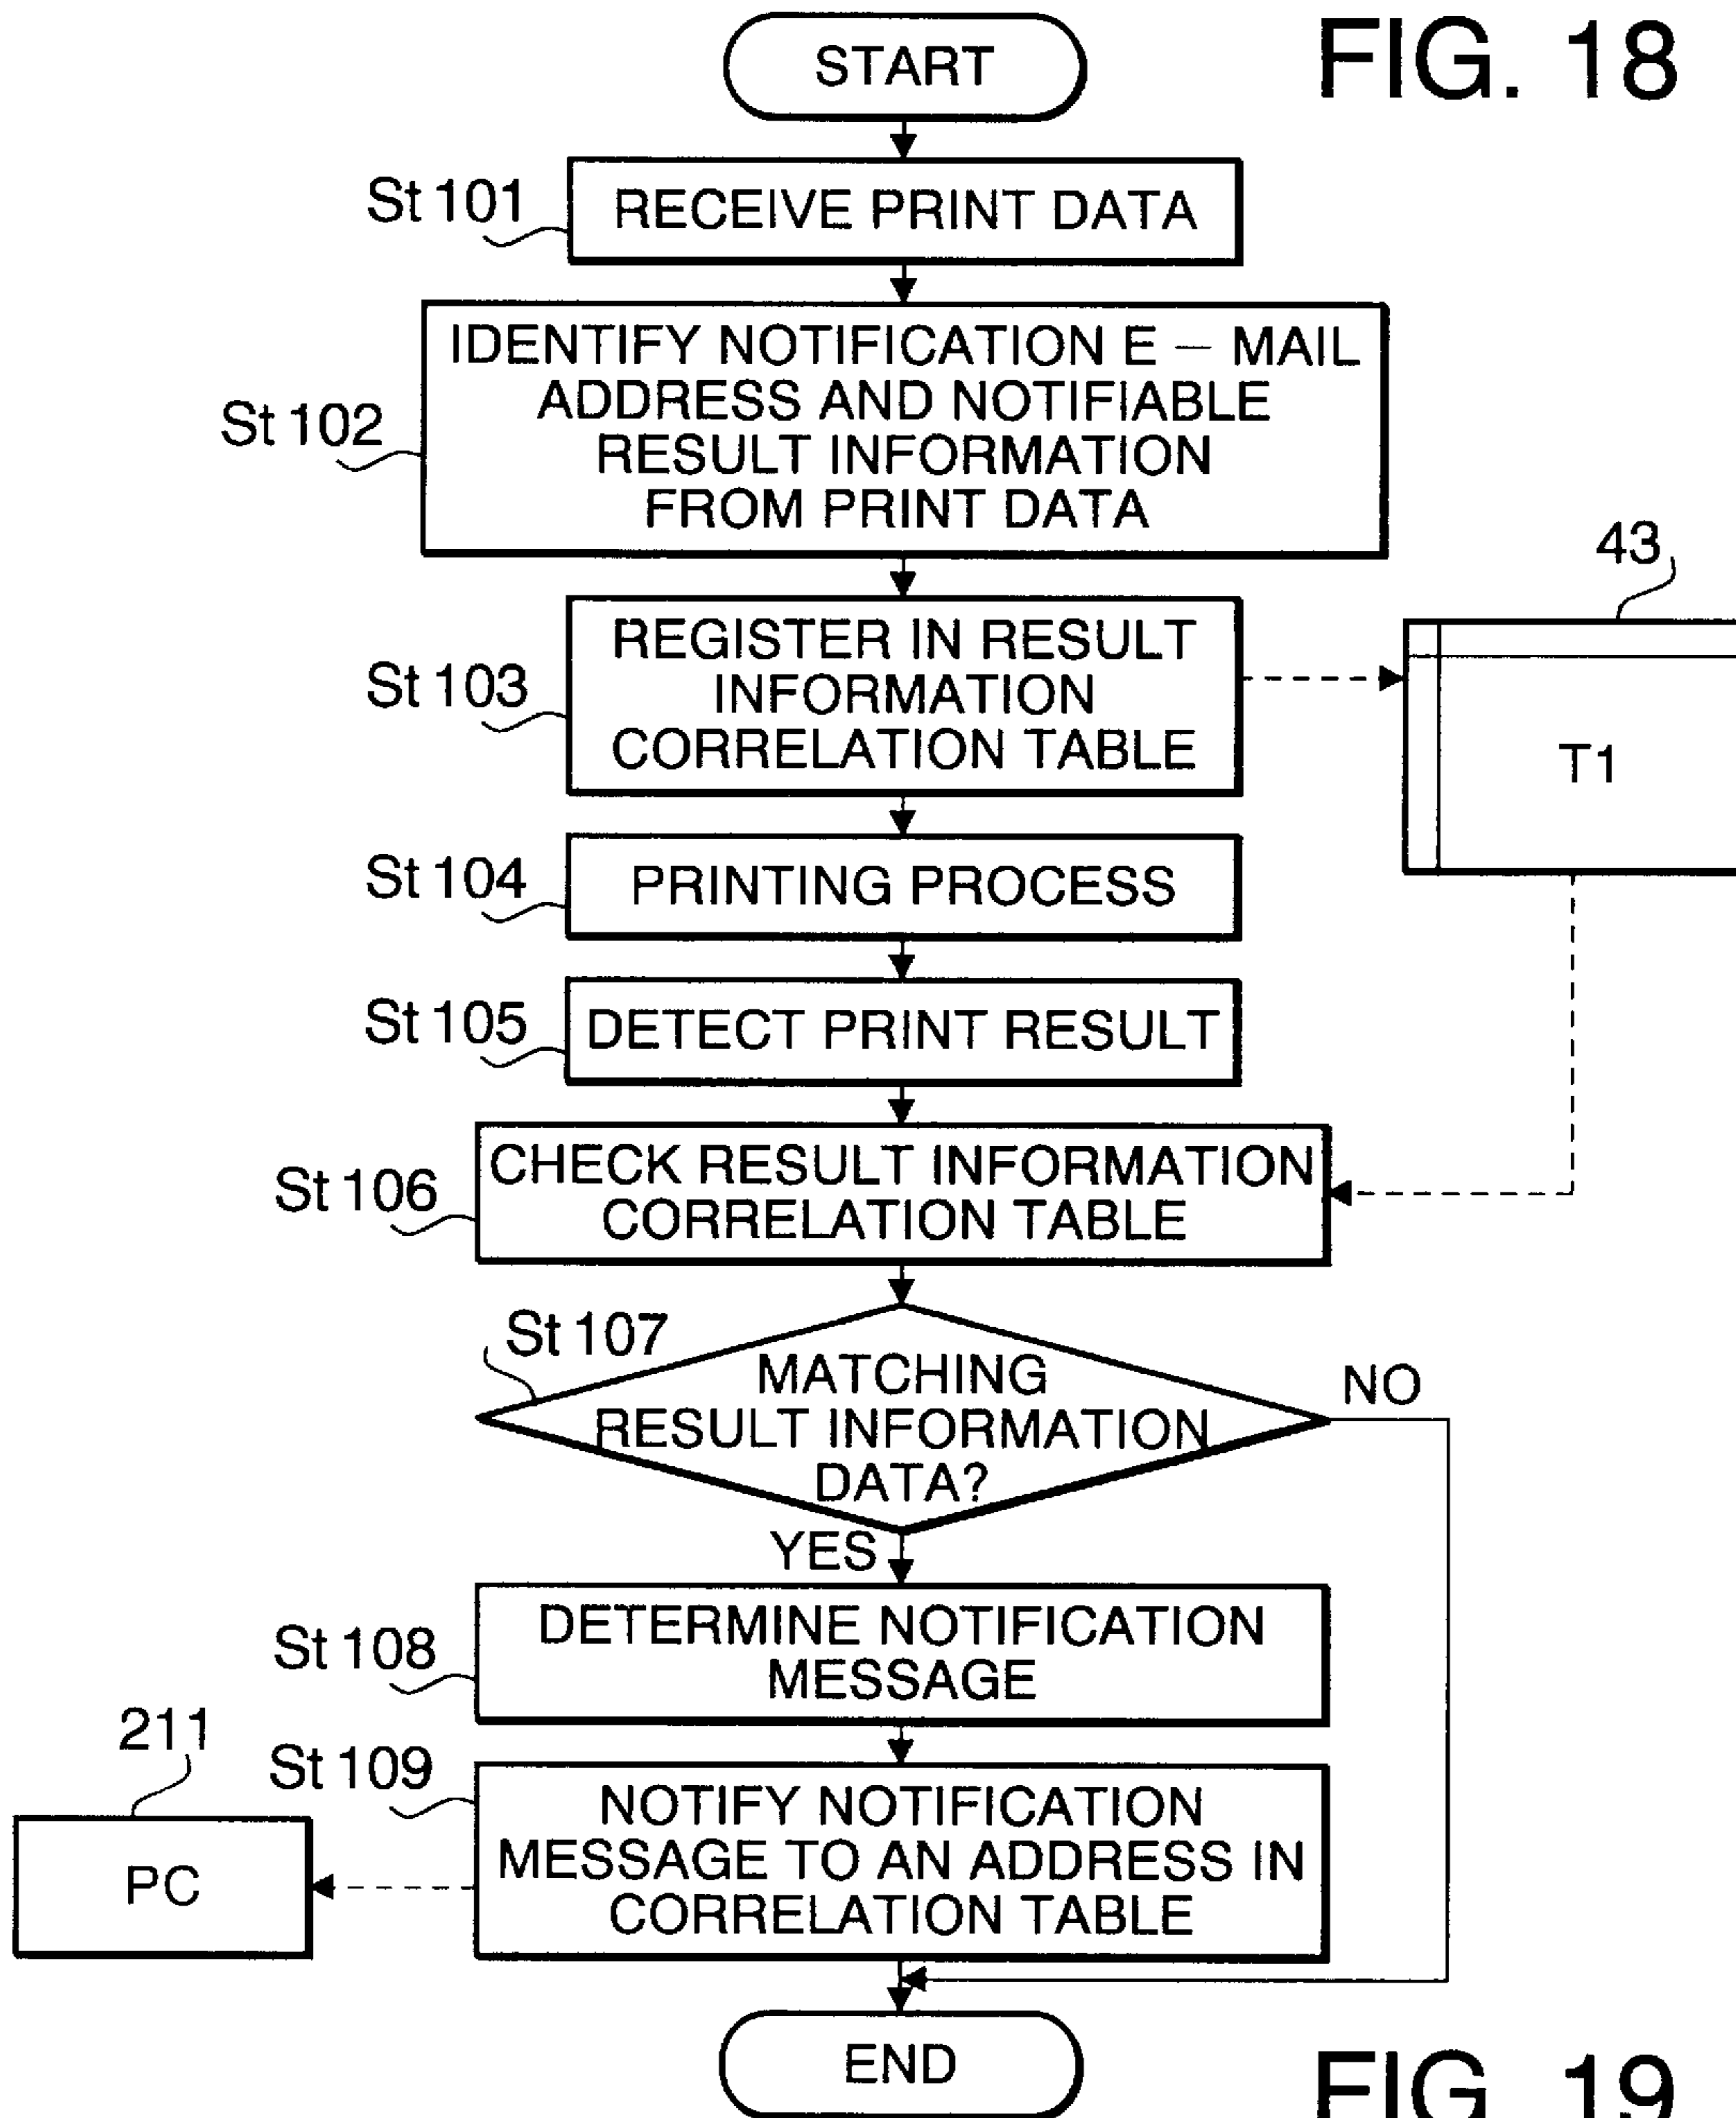 FIG. 18
START
St 101
RECEIVE PRINT DATA
St 102
IDENTIFY NOTIFICATION E – MAIL
ADDRESS AND NOTIFIABLE
RESULT INFORMATION
FROM PRINT DATA
43
St 103
REGISTER IN RESULT
INFORMATION
CORRELATION TABLE
T1
St 104
PRINTING PROCESS
St 105
DETECT PRINT RESULT
St 106
CHECK RESULT INFORMATION
CORRELATION TABLE
St 107
MATCHING
RESULT INFORMATION
DATA?
NO
YES
St 108
DETERMINE NOTIFICATION
MESSAGE
211
PC
St 109
NOTIFY NOTIFICATION
MESSAGE TO AN ADDRESS IN
CORRELATION TABLE
END
FIG. 19